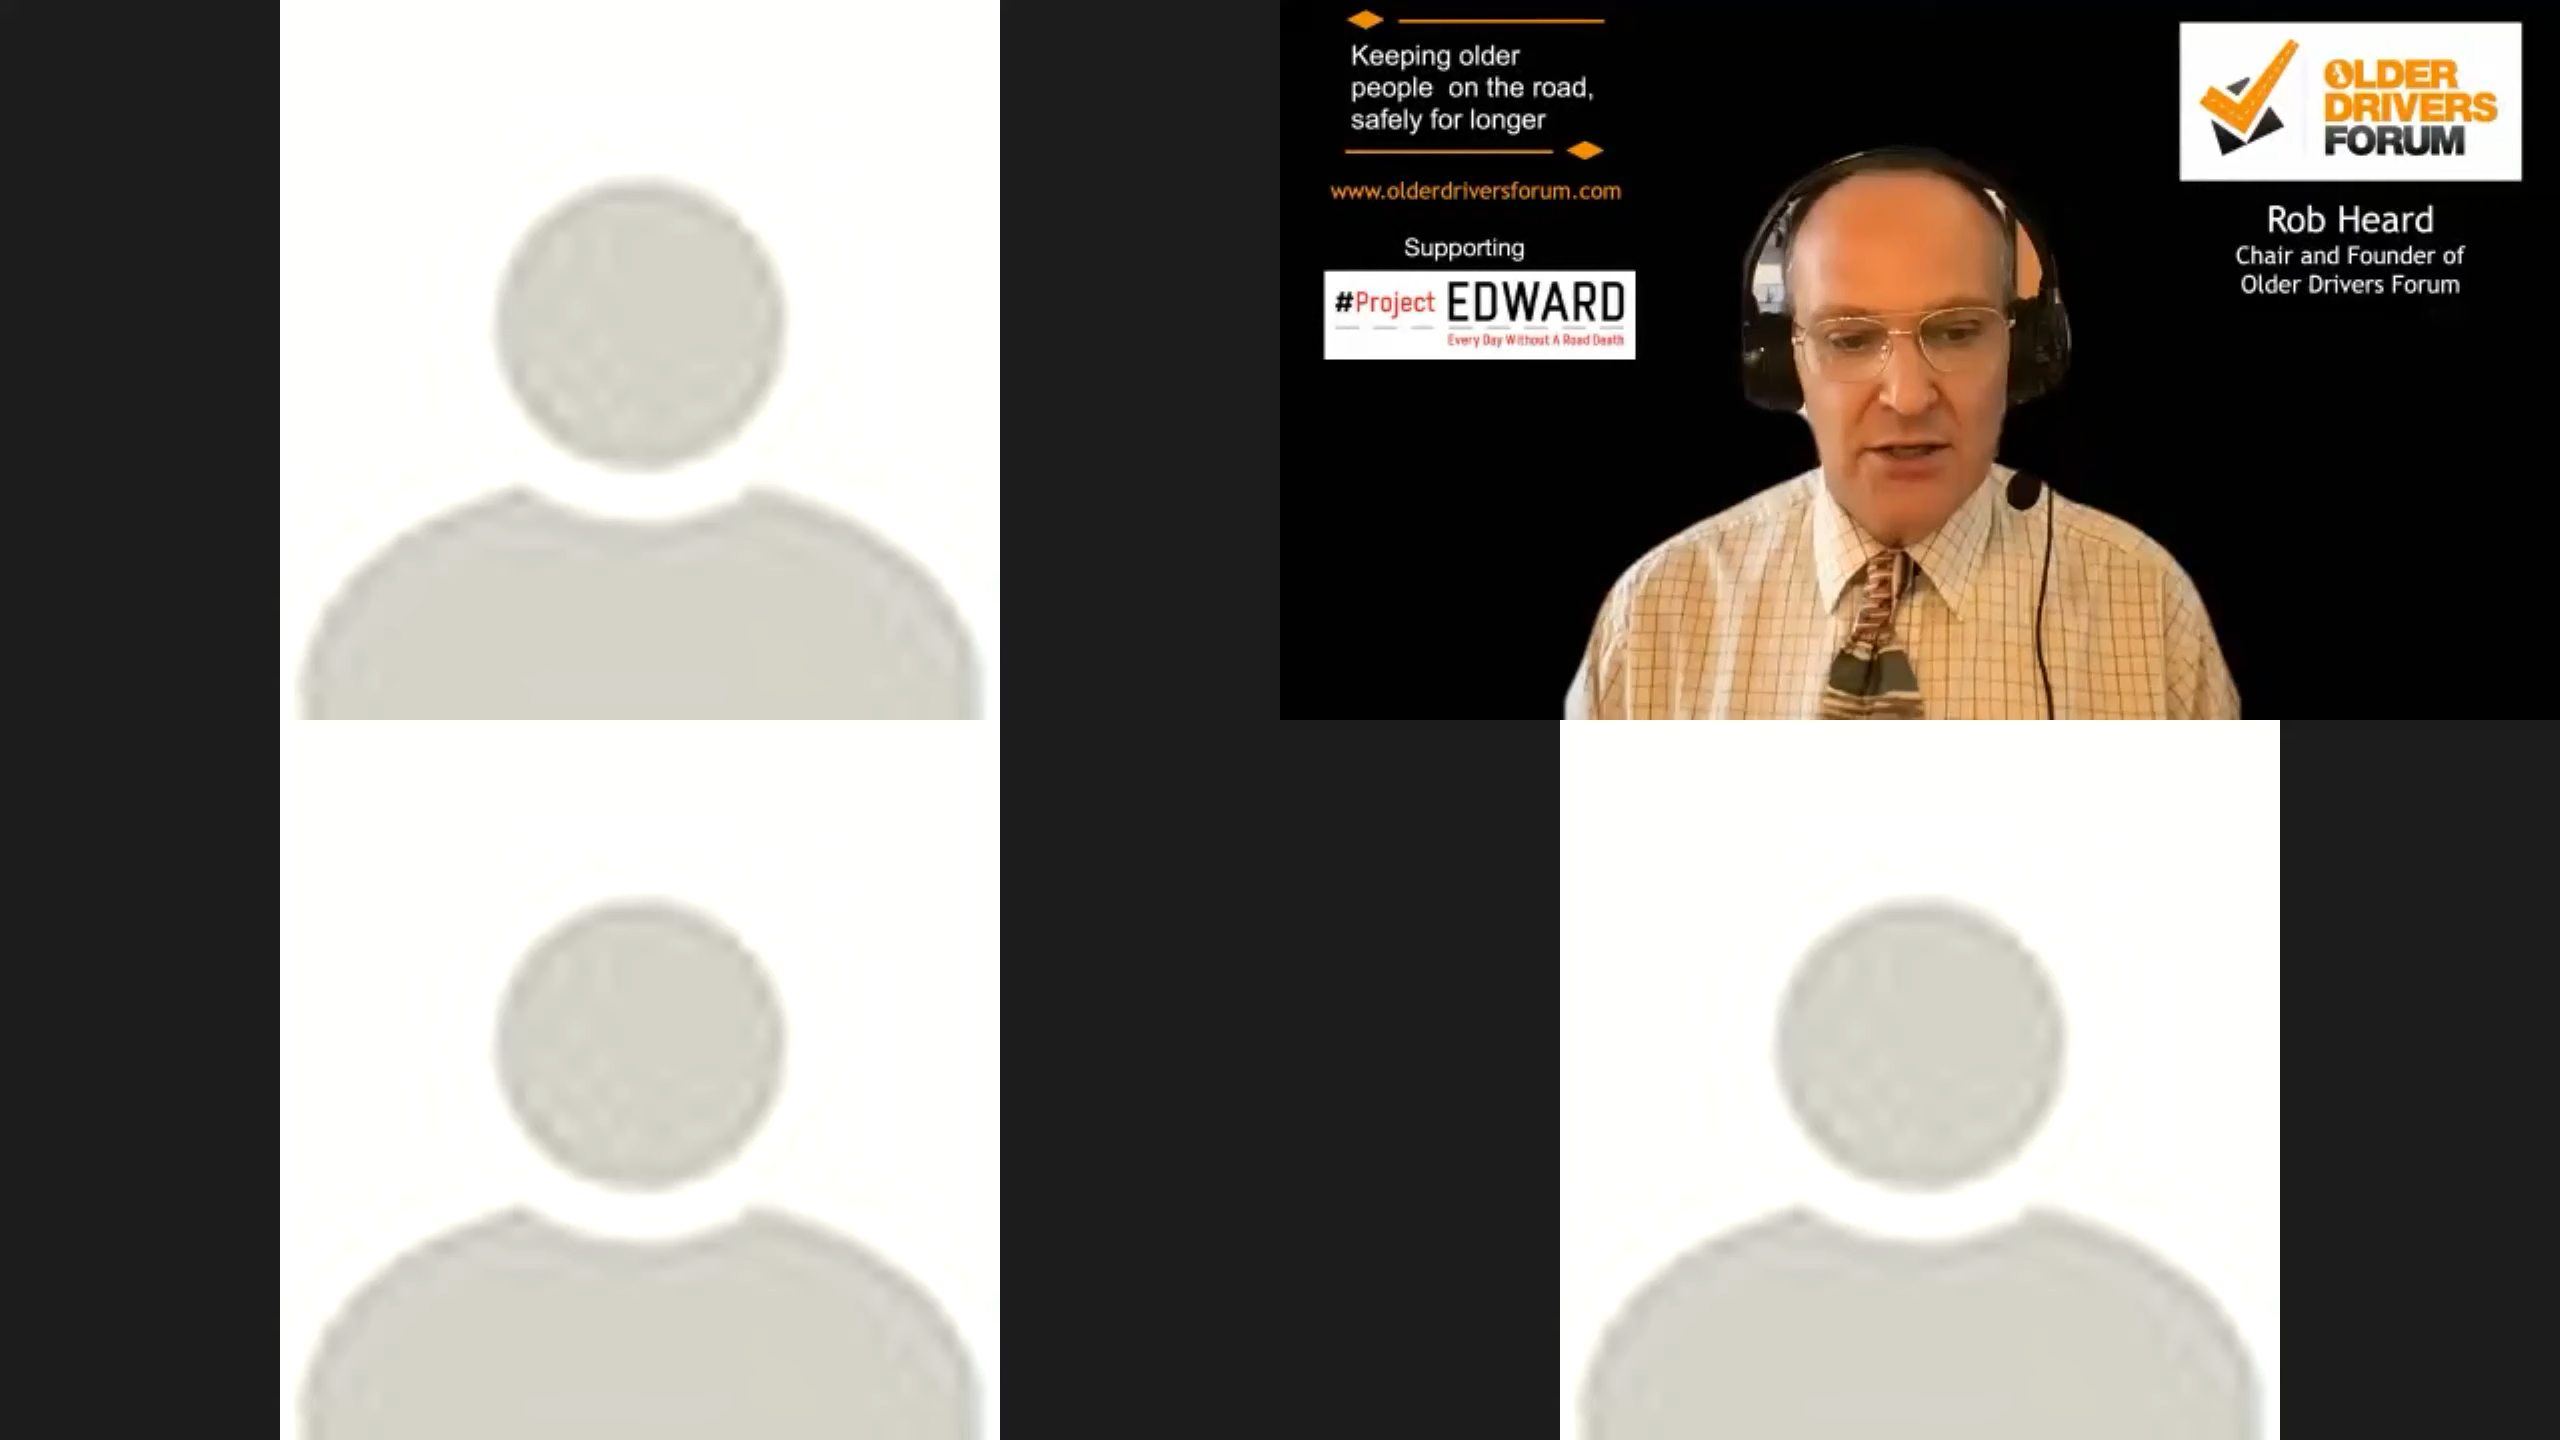 Keeping older
people on the road,
safely for longer
www.olderdriversforum.com
Supporting
#Project EDWARD
Every Day Without A Road Death
OLDER
DRIVERS
FORUM
Rob Heard
Chair and Founder of
Older Drivers Forum